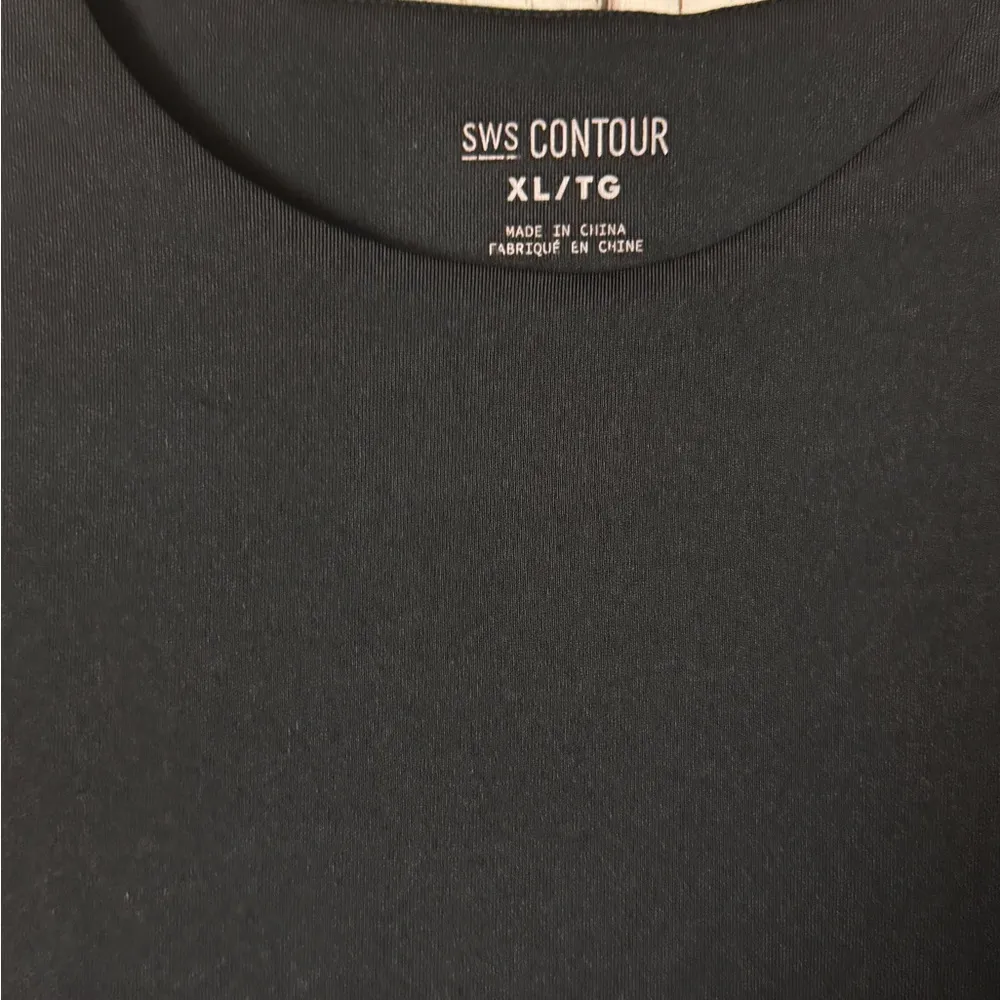 SWS CONTOUR
XL/TG
MADE IN CHINA
FABRIQUÉ EN CHINE